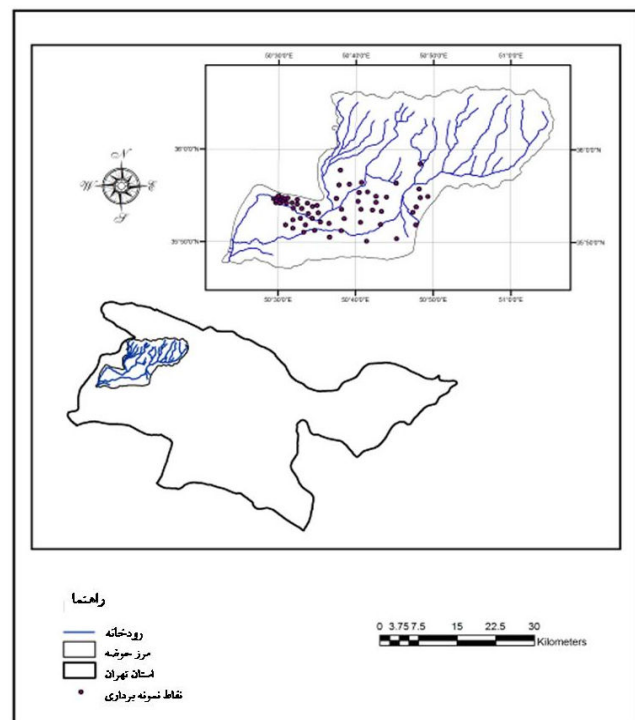 50°30'0"E 50°40'0"E 50°50'0"E 51°0'0"E
36°0'0"N 36°0'0"N
35°50'0"N 35°50'0"N
50°30'0"E 50°40'0"E 50°50'0"E 51°0'0"E
N
W E
S
راهنما
رودخانه
مرز حوضه
استان تهران
نقاط نمونه برداری
0 3.75 7.5 15 22.5 30
Kilometers